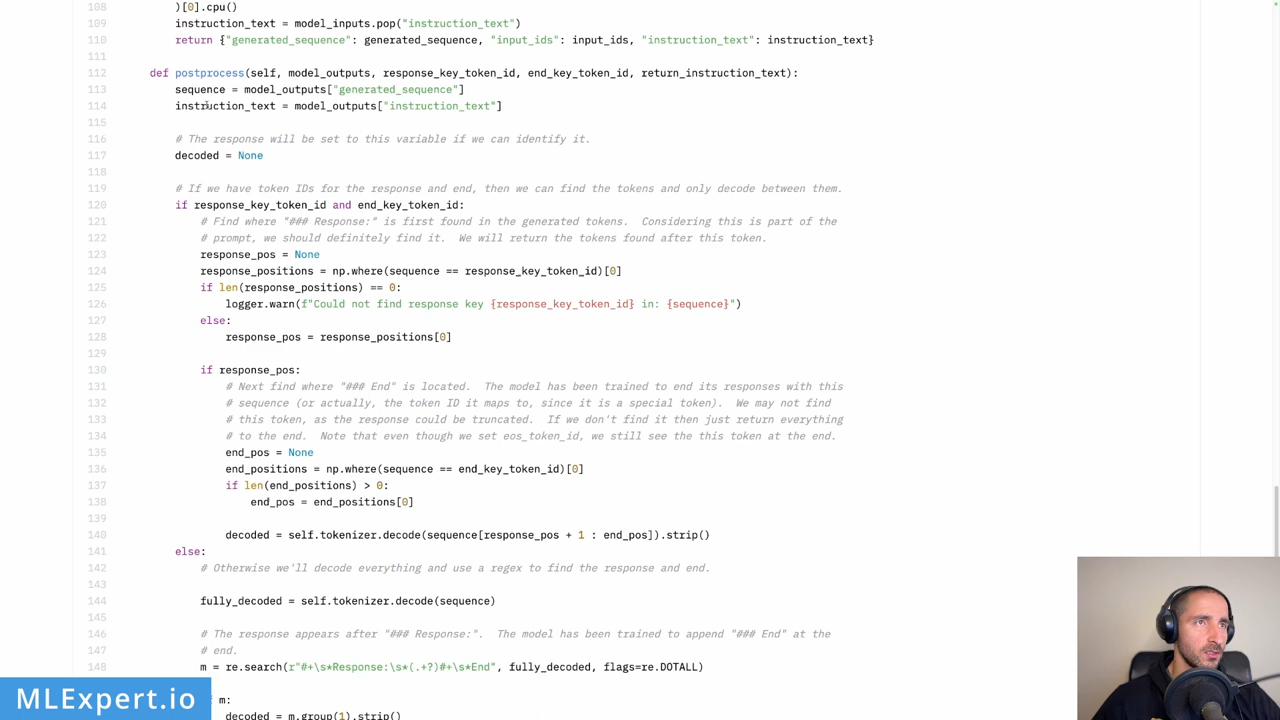 108 )[0].cpu()
109 instruction_text = model_inputs.pop("instruction_text")
110 return {"generated_sequence": generated_sequence, "input_ids": input_ids, "instruction_text": instruction_text}
111
112 def postprocess(self, model_outputs, response_key_token_id, end_key_token_id, return_instruction_text):
113 sequence = model_outputs["generated_sequence"]
114 instruction_text = model_outputs["instruction_text"]
115
116 # The response will be set to this variable if we can identify it.
117 decoded = None
118
119 # If we have token IDs for the response and end, then we can find the tokens and only decode between them.
120 if response_key_token_id and end_key_token_id:
121 # Find where "### Response:" is first found in the generated tokens. Considering this is part of the
122 # prompt, we should definitely find it. We will return the tokens found after this token.
123 response_pos = None
124 response_positions = np.where(sequence == response_key_token_id)[0]
125 if len(response_positions) == 0:
126 logger.warn(f"Could not find response key {response_key_token_id} in: {sequence}")
127 else:
128 response_pos = response_positions[0]
129
130 if response_pos:
131 # Next find where "### End" is located. The model has been trained to end its responses with this
132 # sequence (or actually, the token ID it maps to, since it is a special token). We may not find
133 # this token, as the response could be truncated. If we don't find it then just return everything
134 # to the end. Note that even though we set eos_token_id, we still see the this token at the end.
135 end_pos = None
136 end_positions = np.where(sequence == end_key_token_id)[0]
137 if len(end_positions) > 0:
138 end_pos = end_positions[0]
139
140 decoded = self.tokenizer.decode(sequence[response_pos + 1 : end_pos]).strip()
141 else:
142 # Otherwise we'll decode everything and use a regex to find the response and end.
143
144 fully_decoded = self.tokenizer.decode(sequence)
145
146 # The response appears after "### Response:". The model has been trained to append "### End" at the
147 # end.
148 m = re.search(r"#+\s*Response:\s*(.+?)#+\s*End", fully_decoded, flags=re.DOTALL)
m:
decoded = m.group(1).strip()
MLExpert.io